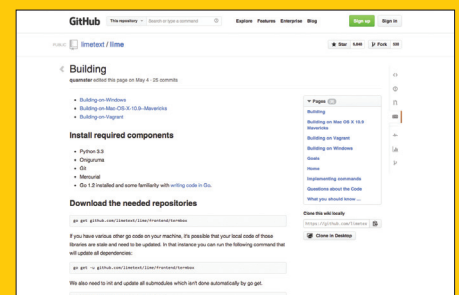 GitHub This repository Search or type a command Explore Features Enterprise Blog Sign up Sign in
PUBLIC limetext / lime Star Fork
Building
quarnster edited this page on May 4 · 25 commits
Building-on-Windows
Building-on-Mac-OS-X-10.9-Mavericks
Building-on-Vagrant
Install required components
Python 3.3
Oniguruma
Git
Mercurial
Go 1.2 installed and some familiarity with writing code in Go.
Download the needed repositories
go get github.com/limetext/lime/frontend/termbox
If you have various other go code on your machine, it's possible that your local code of those
libraries are stale and need to be updated. In that instance you can run the following command that
will update all dependencies:
go get -u github.com/limetext/lime/frontend/termbox
We also need to init and update all submodules which isn't done automatically by go get.
Pages
Building
Building on Mac OS X 10.9
Mavericks
Building on Vagrant
Building on Windows
Goals
Home
Implementing commands
Questions about the Code
What you should know ...
Clone this wiki locally
https://github.com/limetex
Clone in Desktop